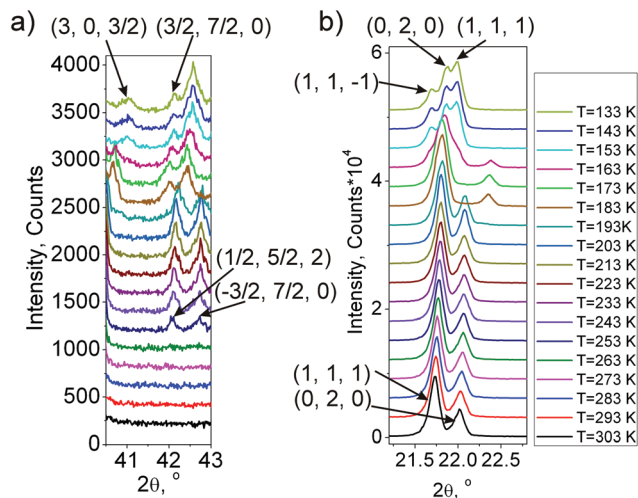 a)
(3, 0, 3/2)
(3/2, 7/2, 0)
4000
3500
3000
2500
2000
1500
1000
500
0
Intensity, Counts
(1/2, 5/2, 2)
(-3/2, 7/2, 0)
41
42
43
2θ, °
b)
(0, 2, 0)
(1, 1, 1)
(1, 1, -1)
6
4
2
0
Intensity, Counts*10^4
(1, 1, 1)
(0, 2, 0)
21.5
22.0
22.5
2θ, °
T=133 K
T=143 K
T=153 K
T=163 K
T=173 K
T=183 K
T=193K
T=203 K
T=213 K
T=223 K
T=233 K
T=243 K
T=253 K
T=263 K
T=273 K
T=283 K
T=293 K
T=303 K